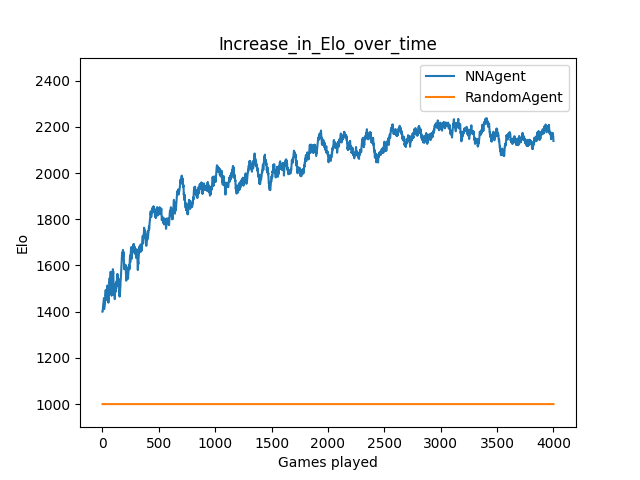 Increase_in_Elo_over_time
NNAgent
RandomAgent
2400
2200
2000
1800
1600
1400
1200
1000
Elo
0 500 1000 1500 2000 2500 3000 3500 4000
Games played